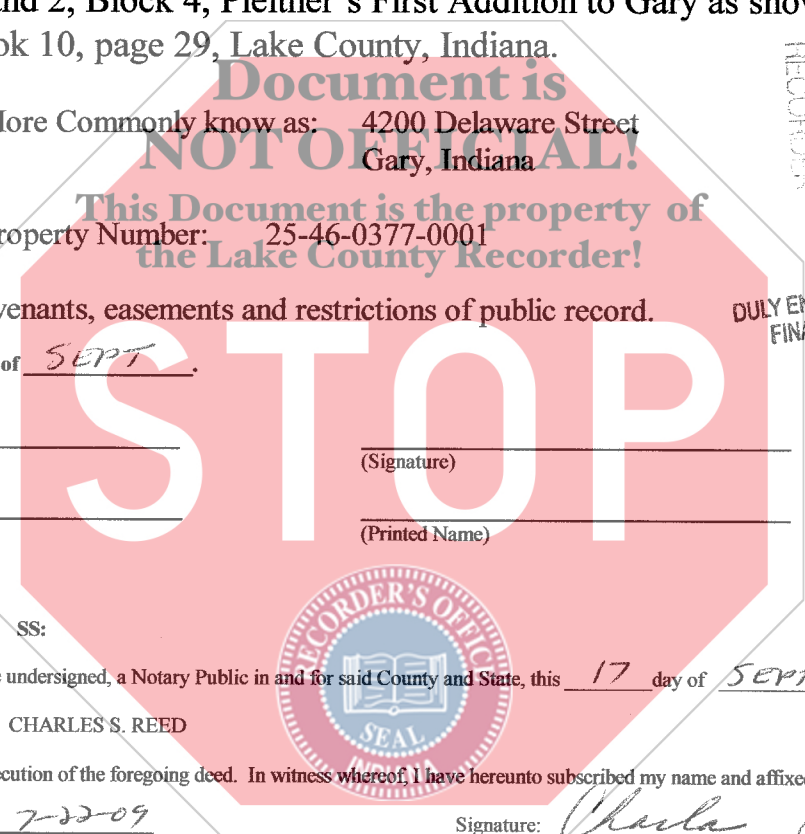 nd 2, Block 4, Pleitner's First Addition to Gary as show
ok 10, page 29, Lake County, Indiana.
RECORDER
Document is
More Commonly know as: 4200 Delaware Street
NOT OFFICIAL!
Gary, Indiana
This Document is the property of
roperty Number: 25-46-0377-0001
the Lake County Recorder!
venants, easements and restrictions of public record.
DULY EN
FINA
of SEPT .
STOP
(Signature)
(Printed Name)
RECORDER'S OFFICE
SEAL
INDIANA
SS:
e undersigned, a Notary Public in and for said County and State, this 17 day of SEPT
CHARLES S. REED
ecution of the foregoing deed. In witness whereof, I have hereunto subscribed my name and affixe
7-22-09
Signature: Charla